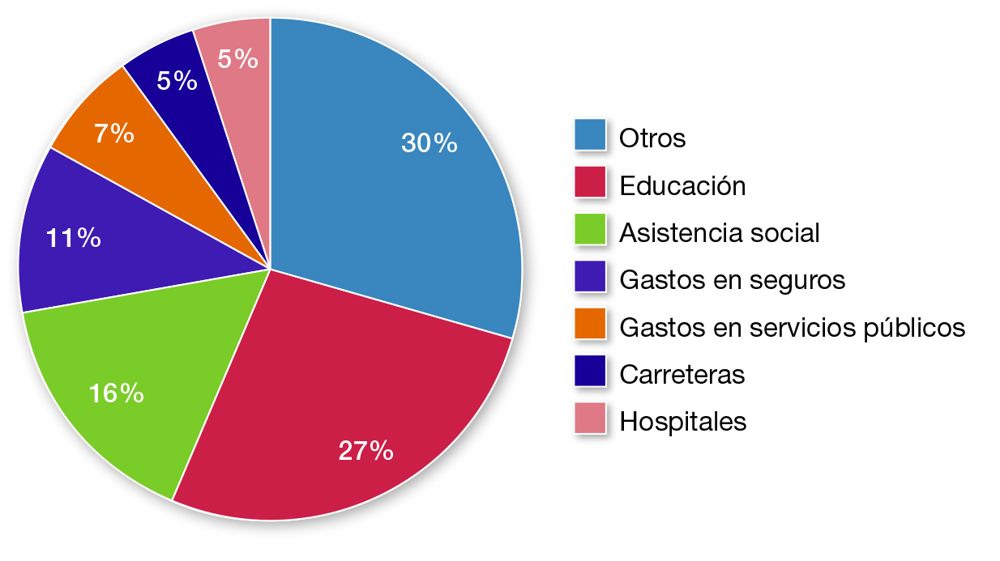 5%
5%
7%
30%
11%
16%
27%
Otros
Educación
Asistencia social
Gastos en seguros
Gastos en servicios públicos
Carreteras
Hospitales